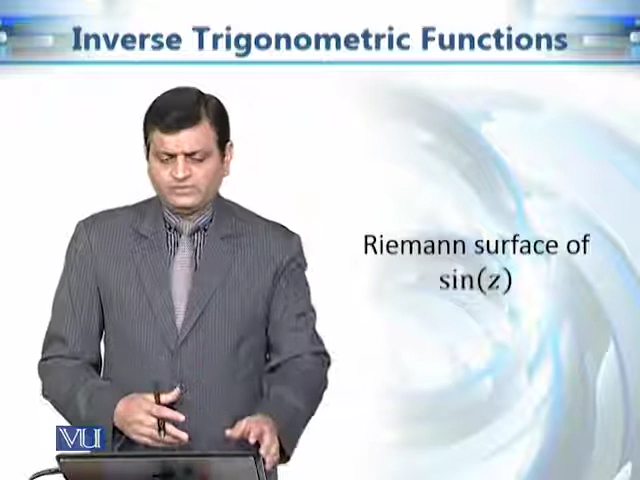 Inverse Trigonometric Functions
Riemann surface of
sin(z)
VU